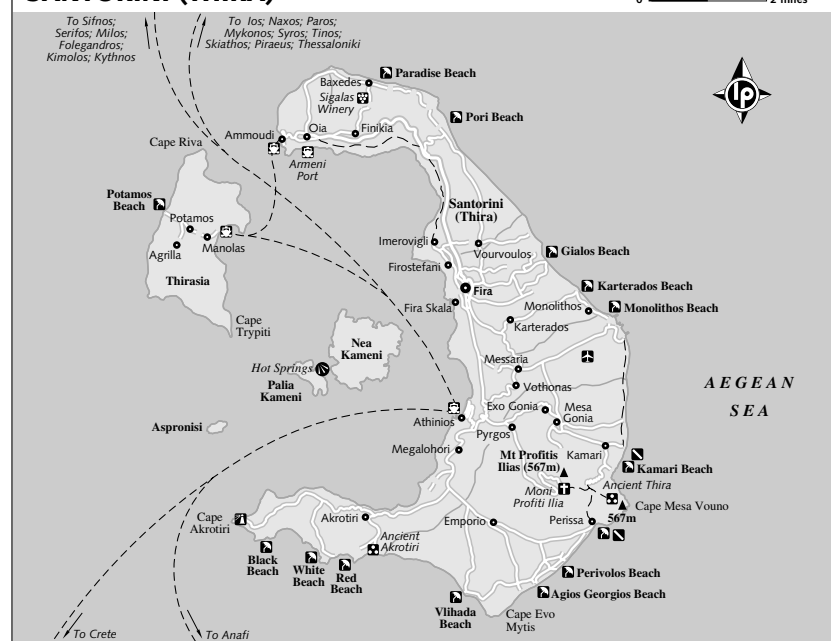 SANTORINI (THIRA)
0 2 miles
To Sifnos;
Serifos; Milos;
Folegandros;
Kimolos; Kythnos
To Ios; Naxos; Paros;
Mykonos; Syros; Tinos;
Skiathos; Piraeus; Thessaloniki
Paradise Beach
Baxedes
Sigalas
Winery
lp
Pori Beach
Ammoudi
Oia
Finikia
Cape Riva
Armeni
Port
Potamos
Beach
Potamos
Santorini
(Thira)
Manolas
Agrilla
Thirasia
Imerovigli
Vourvoulos
Gialos Beach
Firostefani
Fira
Karterados Beach
Fira Skala
Monolithos
Monolithos Beach
Karterados
Cape
Trypiti
Nea
Kameni
Messaria
Hot Springs
Palia
Kameni
Vothonas
AEGEAN
SEA
Exo Gonia
Mesa
Gonia
Aspronisi
Athinios
Pyrgos
Megalohori
Mt Profitis
Ilias (567m)
Kamari
Kamari Beach
Moni
Profiti Ilia
Ancient Thira
Cape Mesa Vouno
567m
Cape
Akrotiri
Akrotiri
Emporio
Perissa
Ancient
Akrotiri
Black
Beach
White
Beach
Red
Beach
Perivolos Beach
Vlihada
Beach
Agios Georgios Beach
Cape Evo
Mytis
To Crete
To Anafi